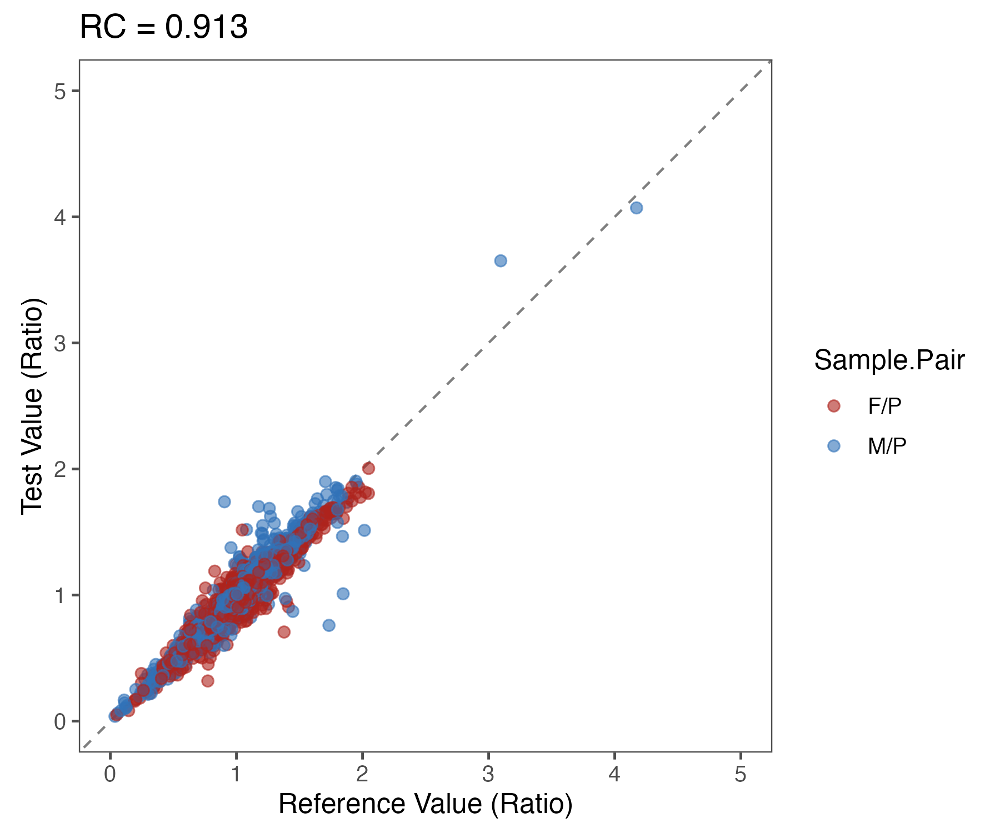 RC = 0.913
5
4
3
2
1
0
Test Value (Ratio)
0 1 2 3 4 5
Reference Value (Ratio)
Sample.Pair
F/P
M/P